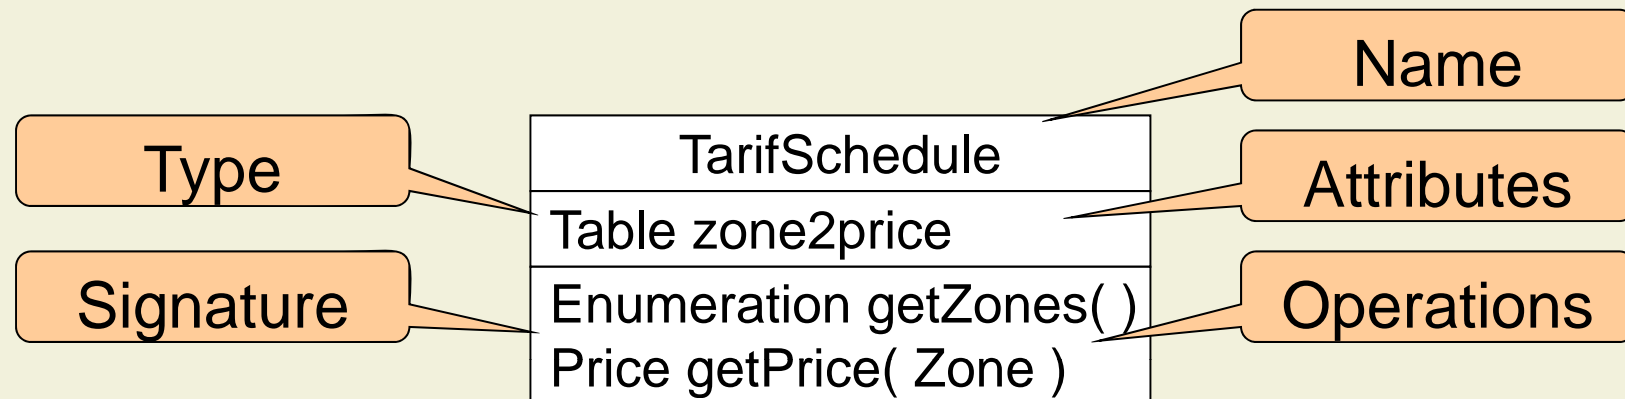 Name
Type
TarifSchedule
Attributes
Table zone2price
Signature
Enumeration getZones( )
Operations
Price getPrice( Zone )